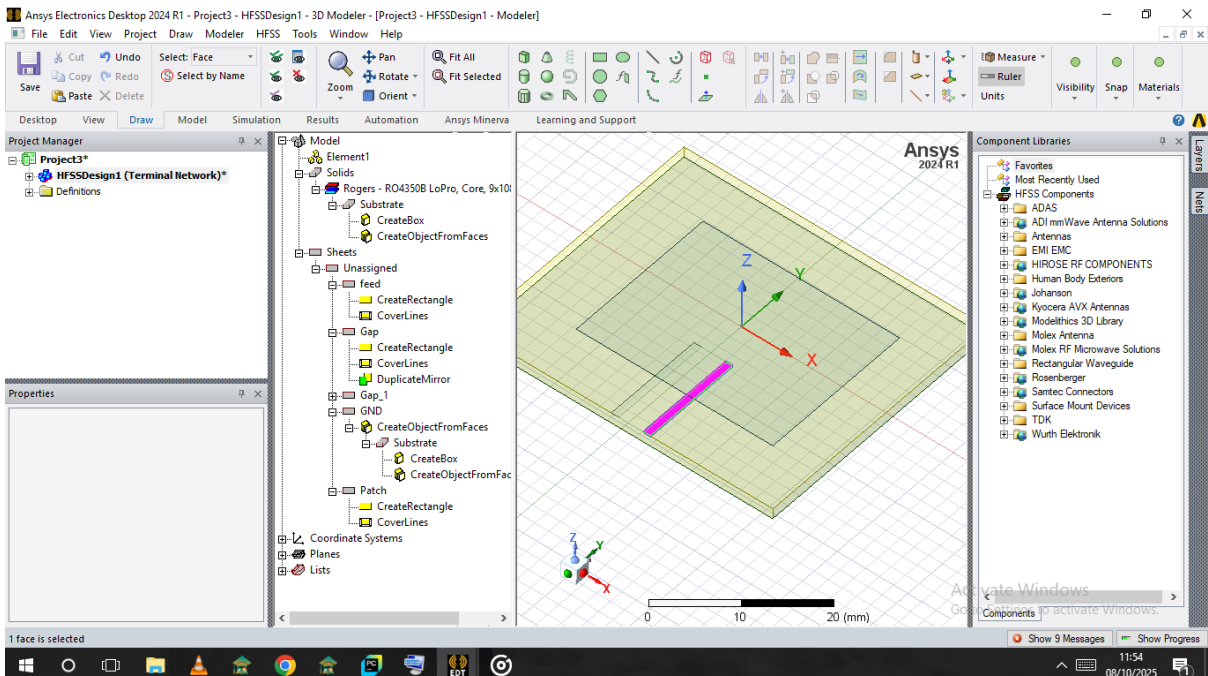 Ansys Electronics Desktop 2024 R1 - Project3 - HFSSDesign1 - 3D Modeler - [Project3 - HFSSDesign1 - Modeler]
File Edit View Project Draw Modeler HFSS Tools Window Help
Save
Cut
Undo
Copy
Redo
Paste
Delete
Select: Face
Select by Name
Zoom
Pan
Rotate
Orient
Fit All
Fit Selected
Measure
Ruler
Units
Visibility
Snap
Materials
Desktop View Draw Model Simulation Results Automation Ansys Minerva Learning and Support
Project Manager
Project3*
HFSSDesign1 (Terminal Network)*
Definitions
Properties
Model
Element1
Solids
Rogers - RO4350B LoPro, Core, 9x10
Substrate
CreateBox
CreateObjectFromFaces
Sheets
Unassigned
feed
CreateRectangle
CoverLines
Gap
CreateRectangle
CoverLines
DuplicateMirror
Gap_1
GND
CreateObjectFromFaces
Substrate
CreateBox
CreateObjectFromFac
Patch
CreateRectangle
CoverLines
Coordinate Systems
Planes
Lists
Ansys
2024 R1
Z
Y
X
Z
Y
X
0 10 20 (mm)
Component Libraries
Favorites
Most Recently Used
HFSS Components
ADAS
ADI mmWave Antenna Solutions
Antennas
EMI EMC
HIROSE RF COMPONENTS
Human Body Exteriors
Johanson
Kyocera AVX Antennas
Modelithics 3D Library
Molex Antenna
Molex RF Microwave Solutions
Rectangular Waveguide
Rosenberger
Samtec Connectors
Surface Mount Devices
TDK
Wurth Elektronik
Components
Layers
Nets
Activate Windows
Go to Settings to activate Windows.
1 face is selected
Show 9 Messages
Show Progress
PC
EDT
11:54
08/10/2025